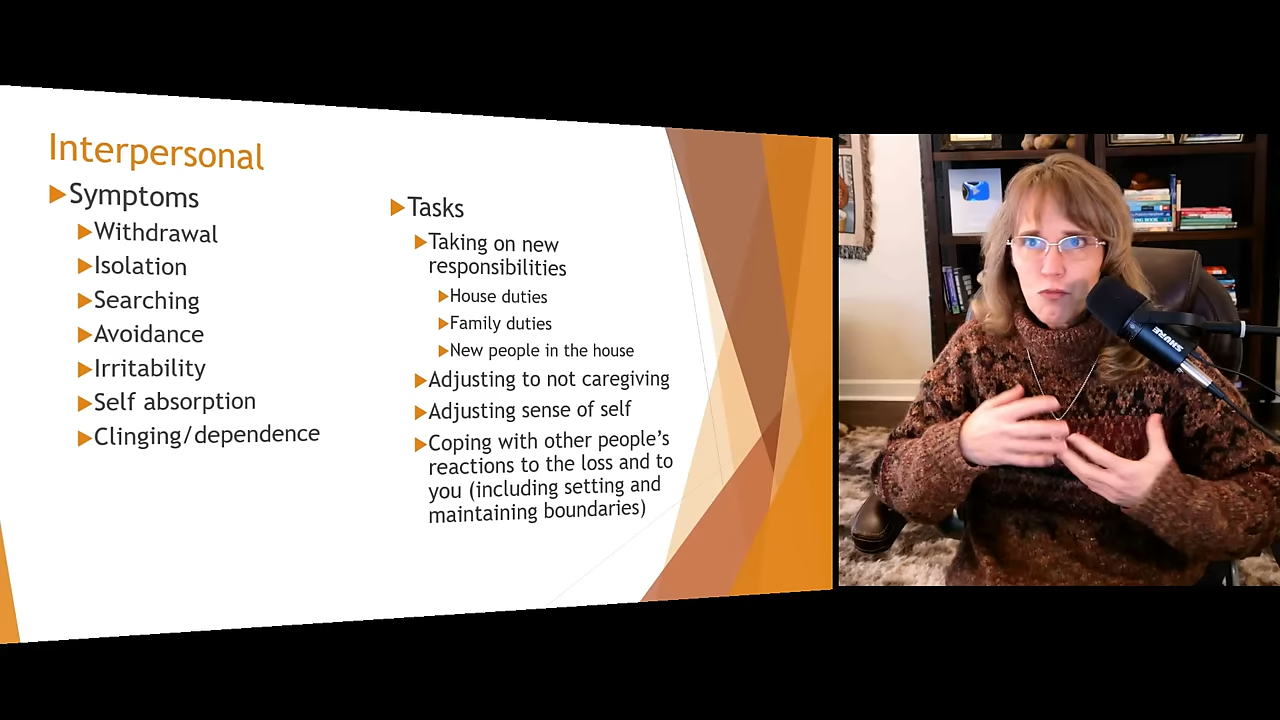 Interpersonal
Symptoms
Withdrawal
Isolation
Searching
Avoidance
Irritability
Self absorption
Clinging/dependence
Tasks
Taking on new
responsibilities
House duties
Family duties
New people in the house
Adjusting to not caregiving
Adjusting sense of self
Coping with other people's
reactions to the loss and to
you (including setting and
maintaining boundaries)
SHURE